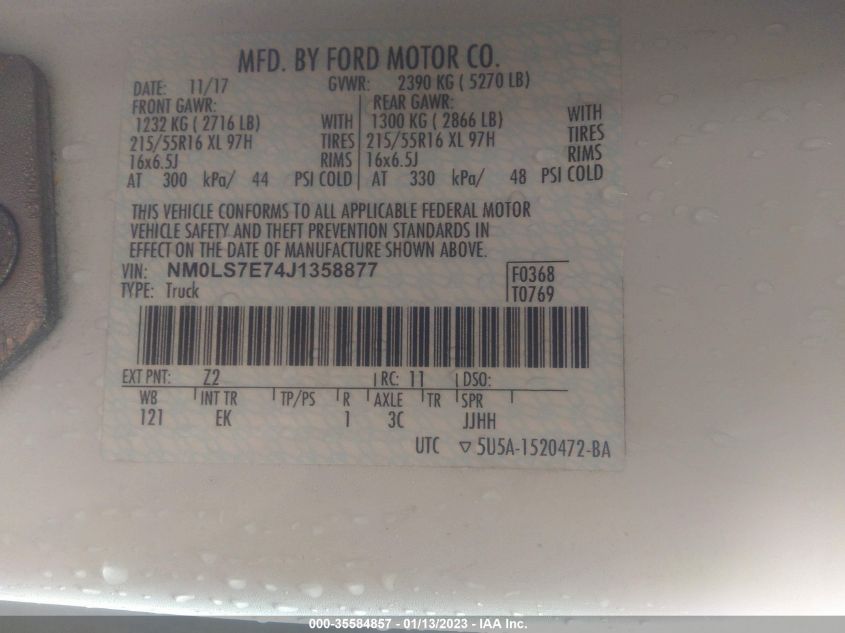 MFD. BY FORD MOTOR CO.
DATE: 11/17 GVWR: 2390 KG ( 5270 LB)
FRONT GAWR: REAR GAWR:
1232 KG ( 2716 LB) WITH 1300 KG ( 2866 LB) WITH
215/55R16 XL 97H TIRES 215/55R16 XL 97H TIRES
16x6.5J RIMS 16x6.5J RIMS
AT 300 kPa/ 44 PSI COLD AT 330 kPa/ 48 PSI COLD
THIS VEHICLE CONFORMS TO ALL APPLICABLE FEDERAL MOTOR
VEHICLE SAFETY AND THEFT PREVENTION STANDARDS IN
EFFECT ON THE DATE OF MANUFACTURE SHOWN ABOVE.
VIN: NM0LS7E74J1358877 F0368
TYPE: Truck T0769
EXT PNT: Z2 RC: 11 DSO:
WB INT TR TP/PS R AXLE TR SPR
121 EK 1 3C JJHH
UTC ▽ 5U5A-1520472-BA
000-35584857 - 01/13/2023 - IAA Inc.